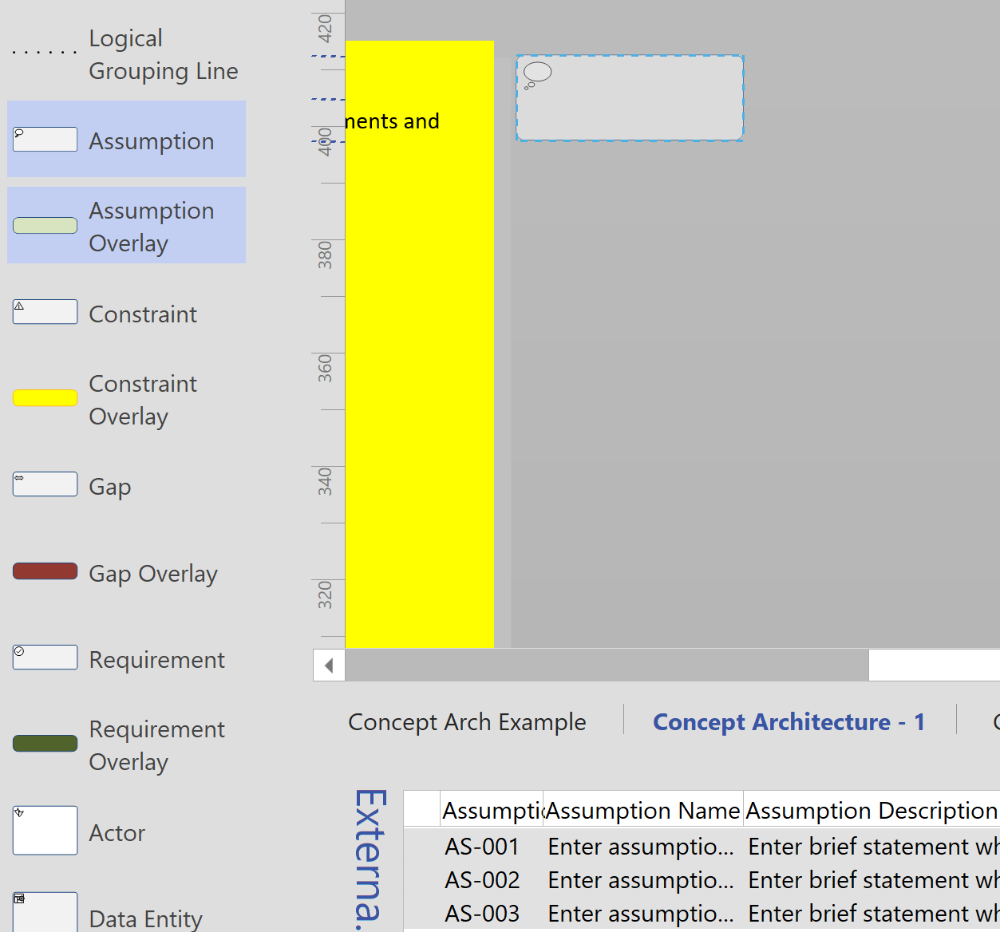 Logical
Grouping Line
Assumption
Assumption
Overlay
Constraint
Constraint
Overlay
Gap
Gap Overlay
Requirement
Requirement
Overlay
Actor
Data Entity
420
400
380
360
340
320
ments and
Concept Arch Example
Concept Architecture - 1
Externa.
Assumptic Assumption Name Assumption Description
AS-001 Enter assumptio... Enter brief statement wh
AS-002 Enter assumptio... Enter brief statement wh
AS-003 Enter assumptio... Enter brief statement wh